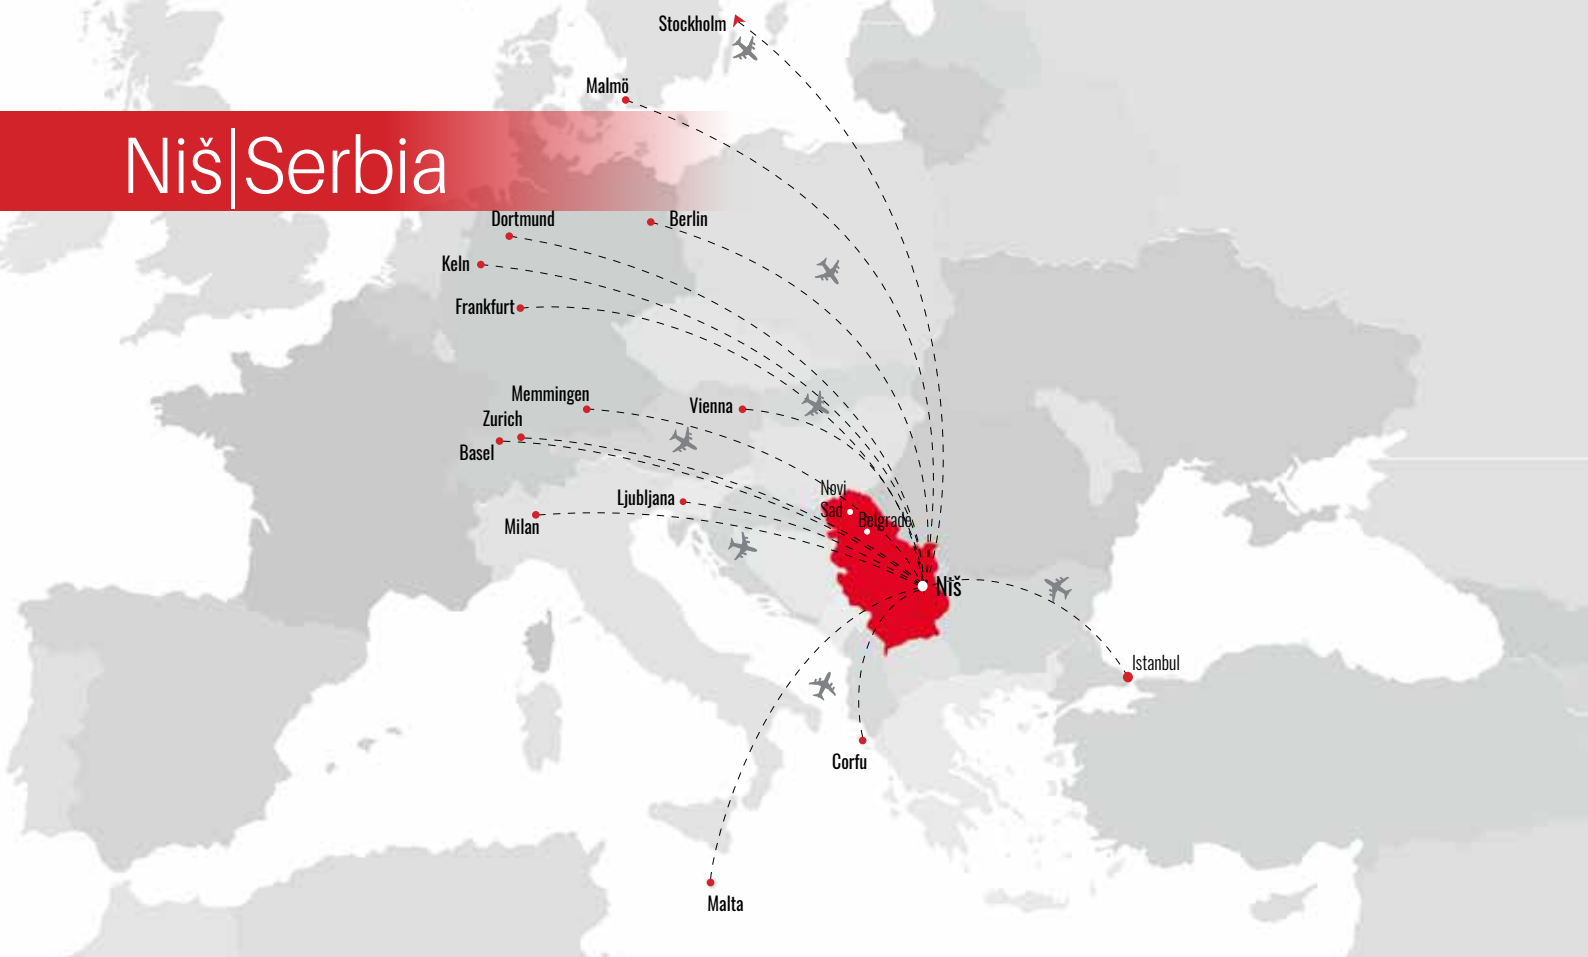 Stockholm
Malmö
Niš|Serbia
Dortmund
Berlin
Keln
Frankfurt
Memmingen
Vienna
Zurich
Basel
Novi
Sad
Ljubljana
Belgrade
Milan
Niš
Istanbul
Corfu
Malta